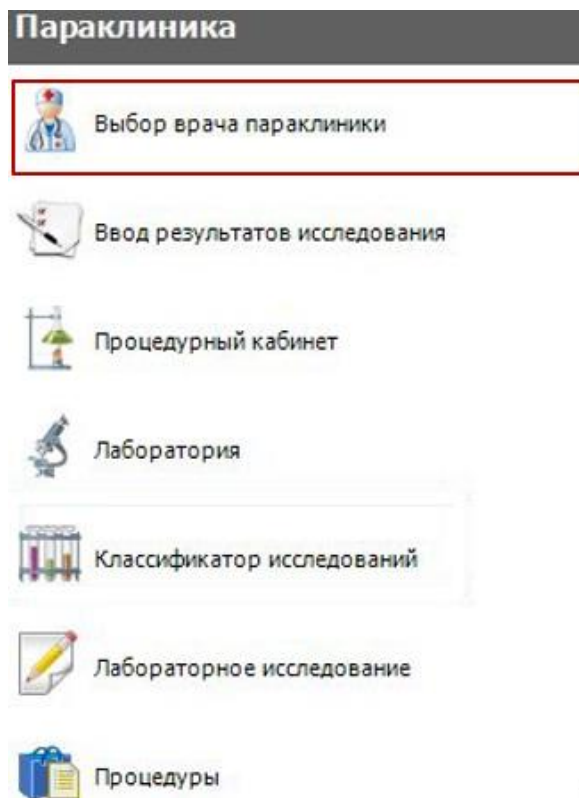 Параклиника
Выбор врача параклиники
Ввод результатов исследования
Процедурный кабинет
Лаборатория
Классификатор исследований
Лабораторное исследование
Процедуры